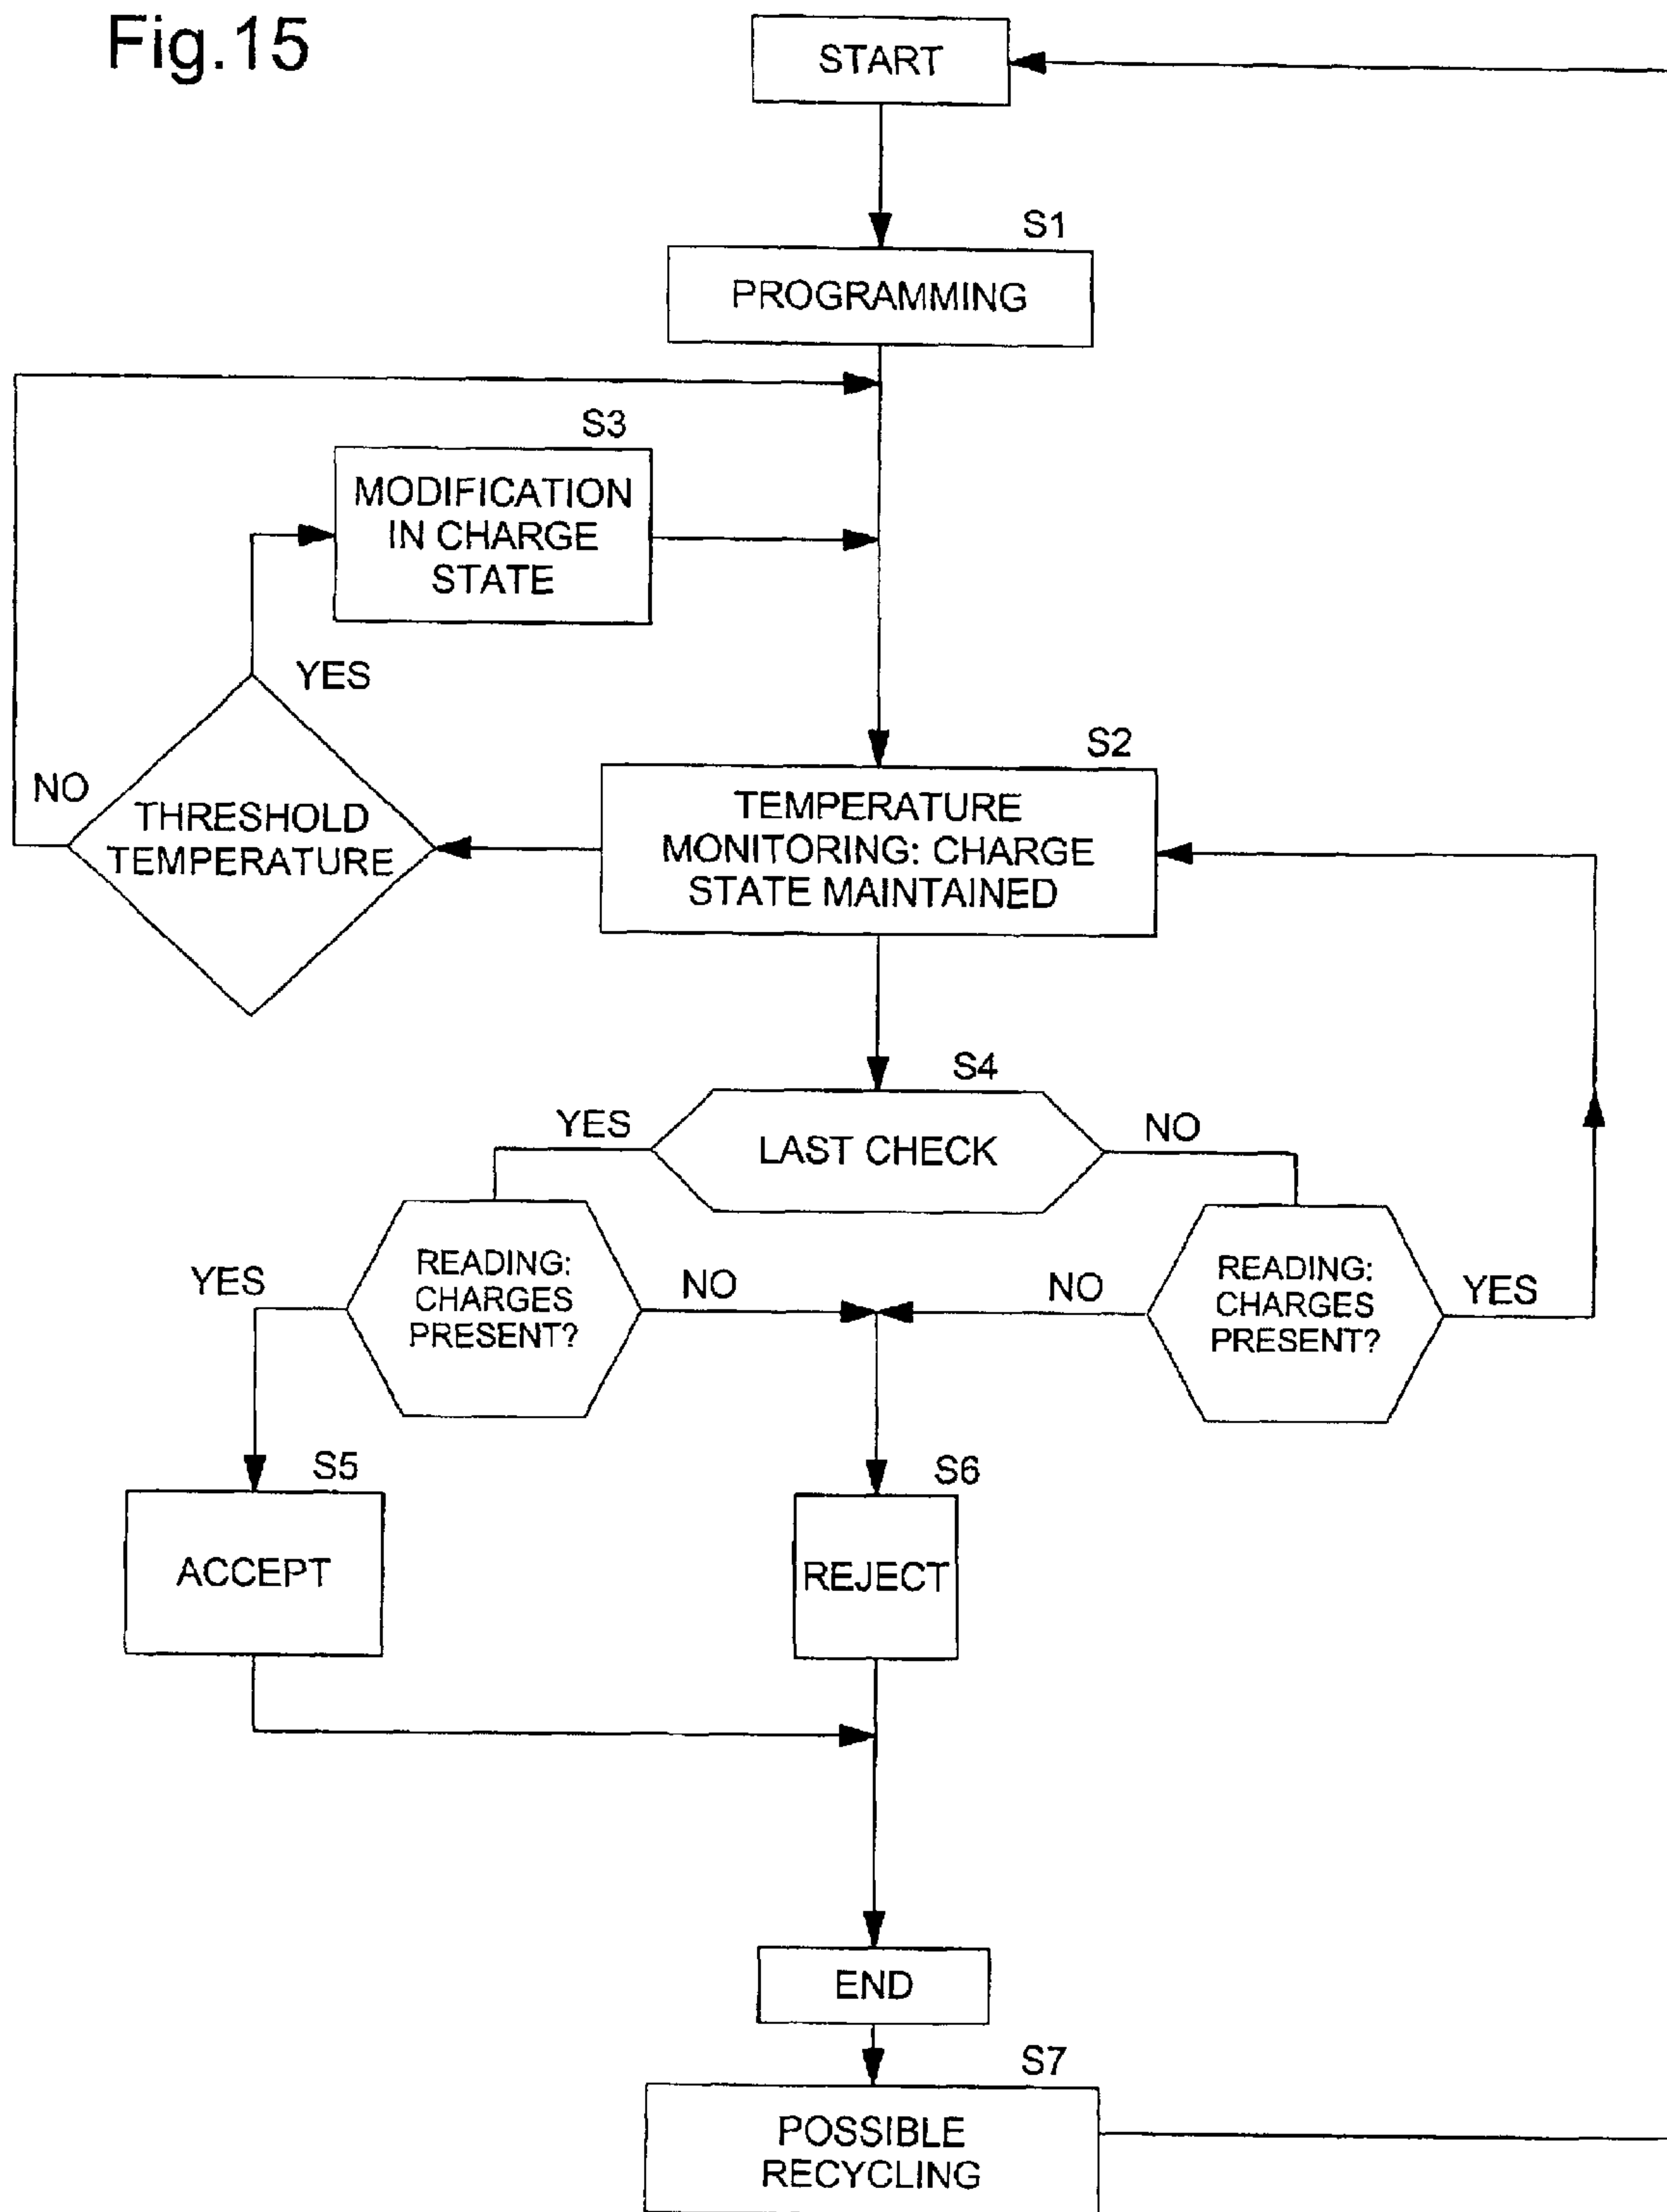 Fig.15
START
S1
PROGRAMMING
S3
MODIFICATION
IN CHARGE
STATE
YES
NO
THRESHOLD
TEMPERATURE
S2
TEMPERATURE
MONITORING: CHARGE
STATE MAINTAINED
S4
YES
LAST CHECK
NO
YES
READING:
CHARGES
PRESENT?
NO
NO
READING:
CHARGES
PRESENT?
YES
S5
ACCEPT
S6
REJECT
END
S7
POSSIBLE
RECYCLING